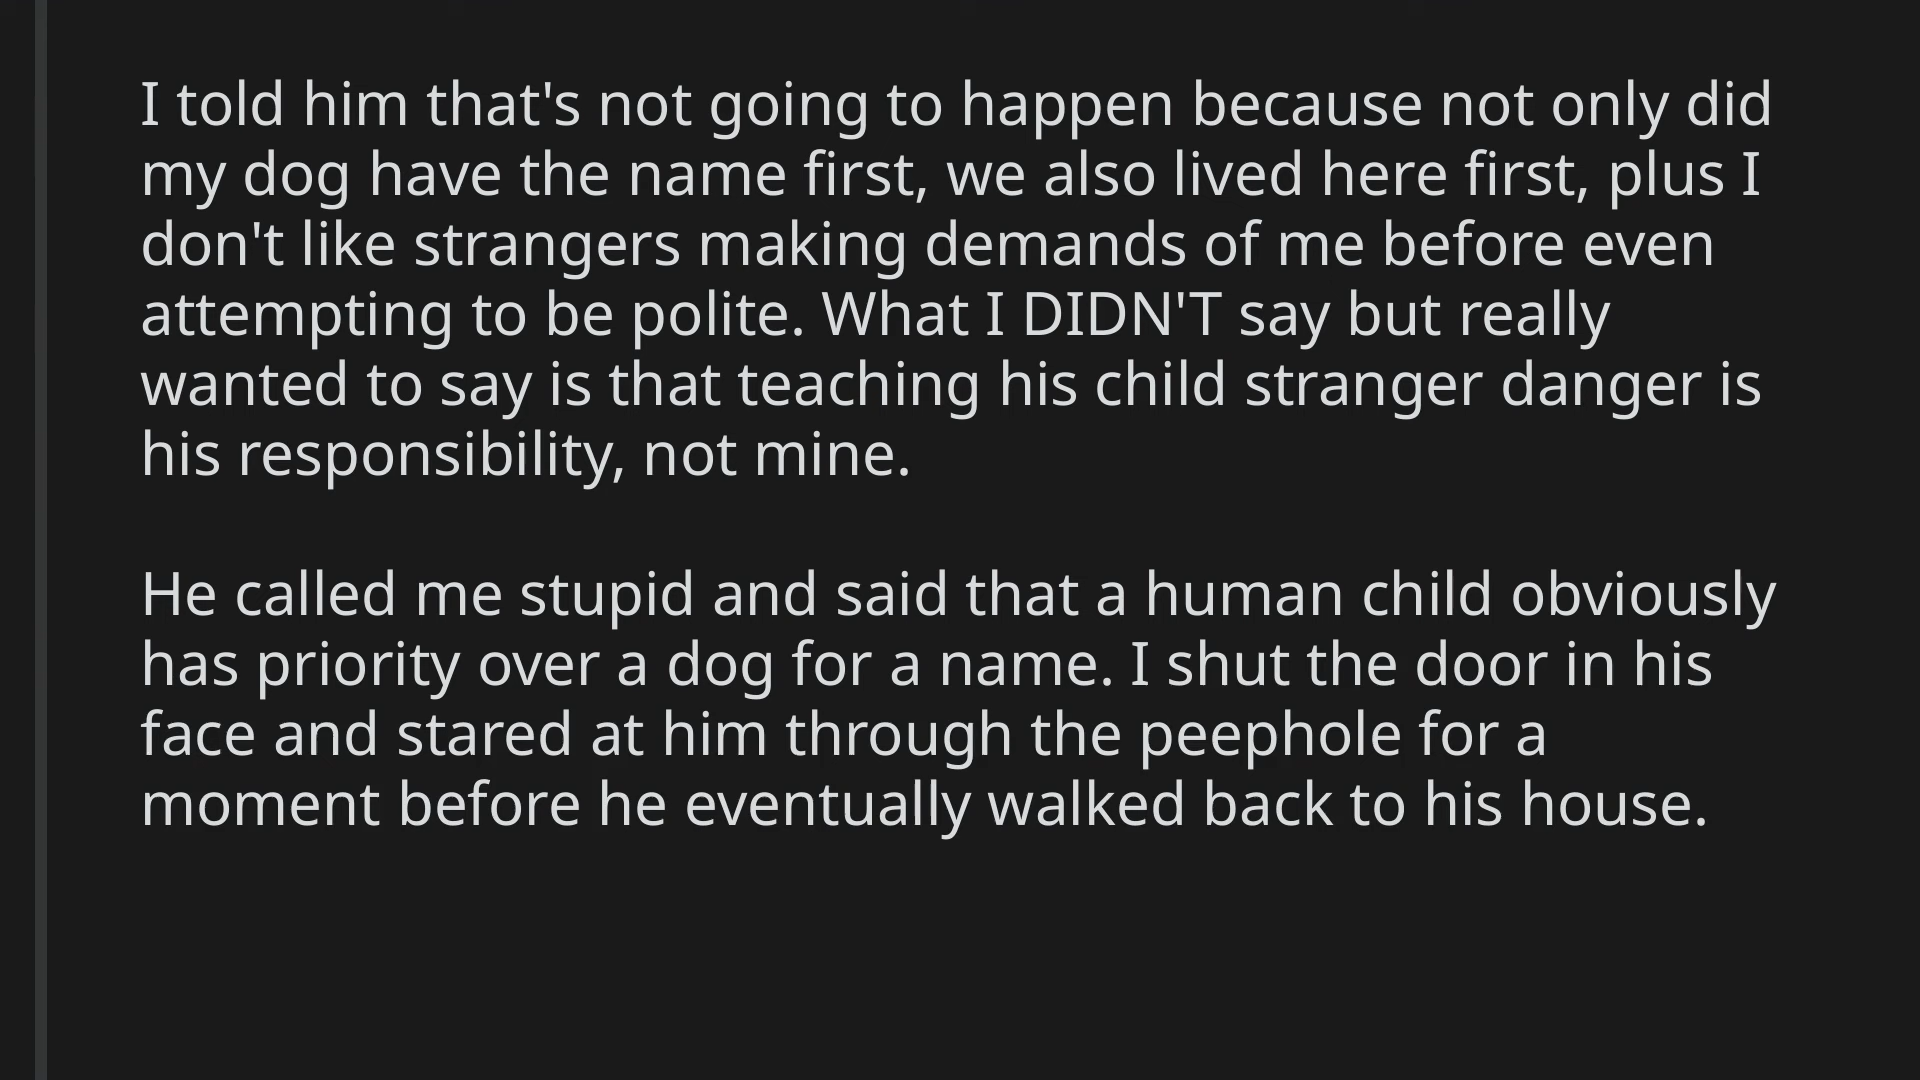 I told him that's not going to happen because not only did
my dog have the name first, we also lived here first, plus I
don't like strangers making demands of me before even
attempting to be polite. What I DIDN'T say but really
wanted to say is that teaching his child stranger danger is
his responsibility, not mine.
He called me stupid and said that a human child obviously
has priority over a dog for a name. I shut the door in his
face and stared at him through the peephole for a
moment before he eventually walked back to his house.